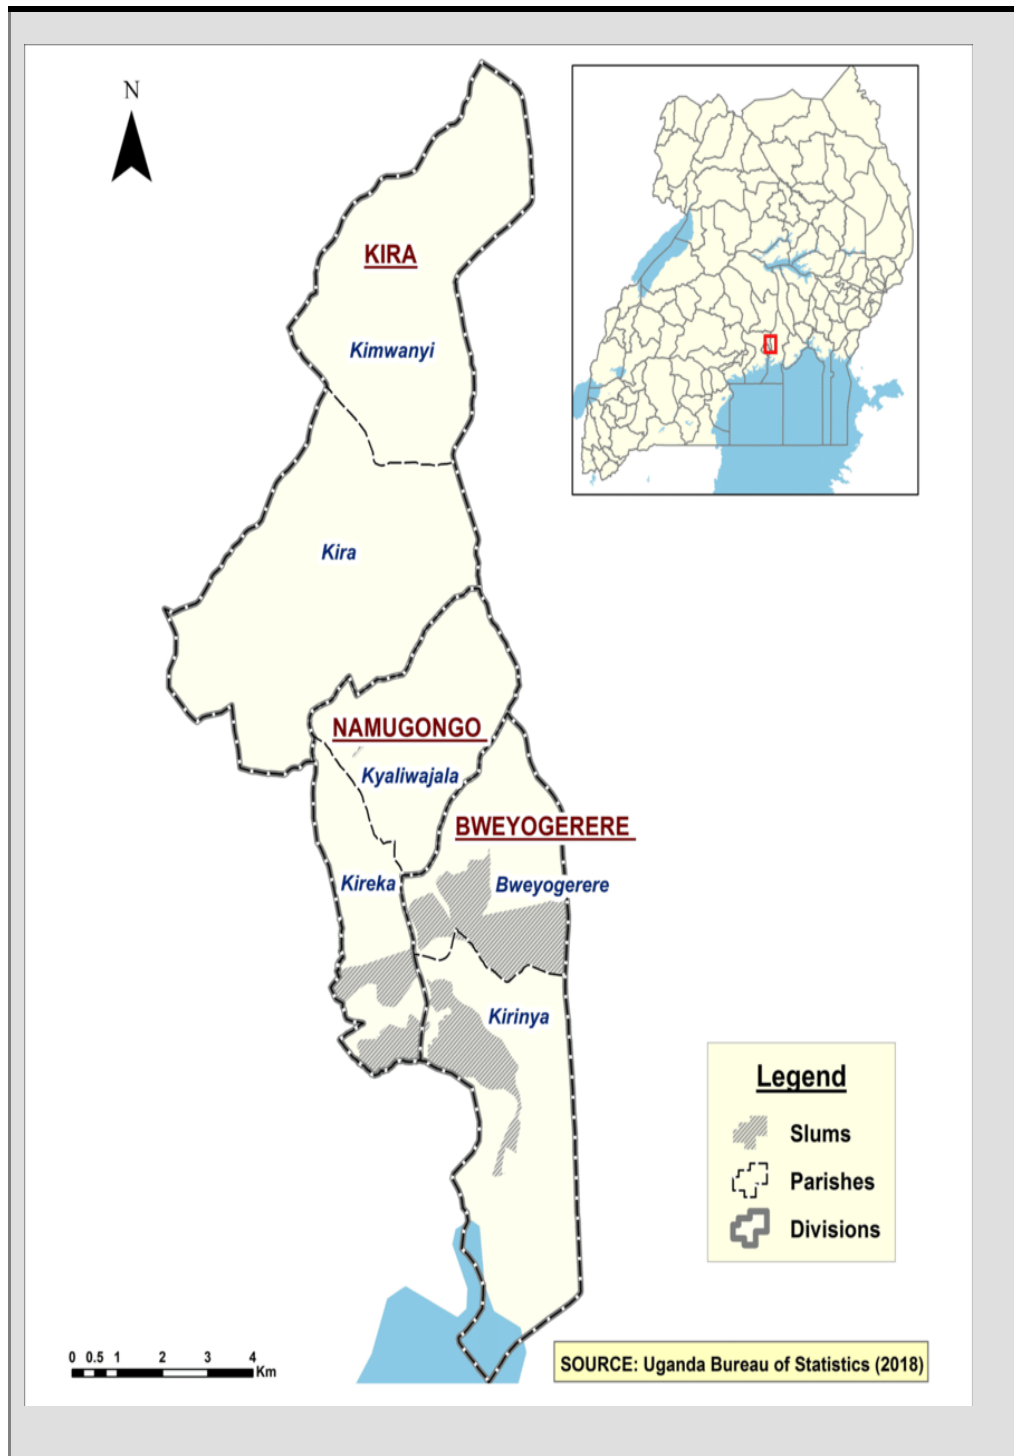 N
KIRA
Kimwanyi
Kira
NAMUGONGO
Kyaliwajala
BWEYOGERERE
Kireka
Bweyogerere
Kirinya
Legend
Slums
Parishes
Divisions
0 0.5 1 2 3 4
Km
SOURCE: Uganda Bureau of Statistics (2018)